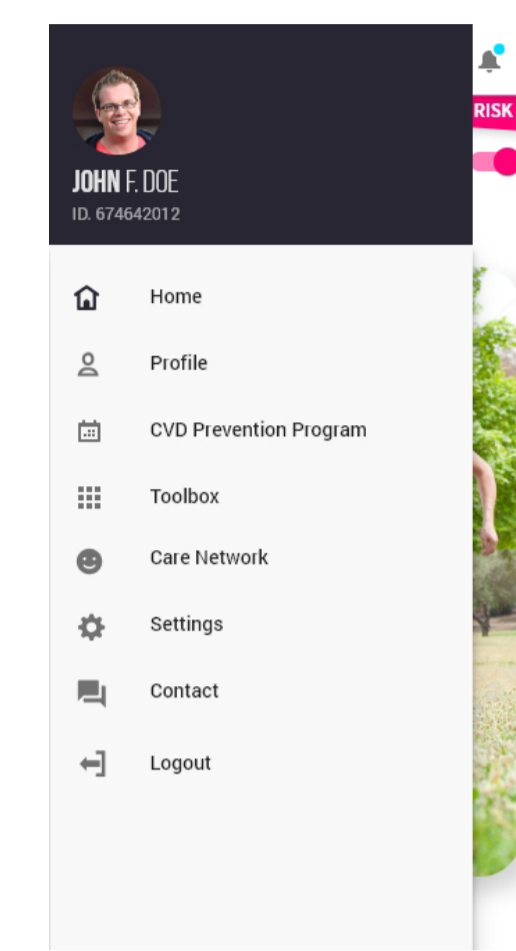 RISK
JOHN F. DOE
ID. 674642012
Home
Profile
CVD Prevention Program
Toolbox
Care Network
Settings
Contact
Logout